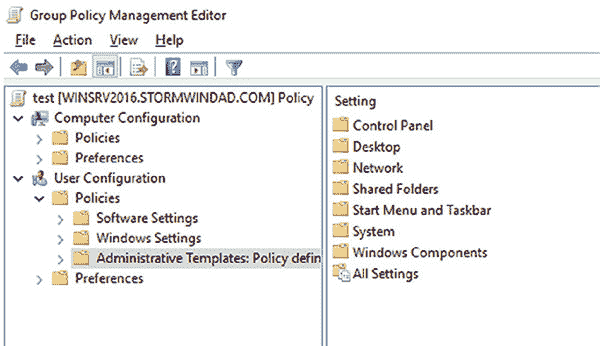 Group Policy Management Editor
File Action View Help
test [WINSRV2016.STORMWINDAD.COM] Policy
Computer Configuration
Policies
Preferences
User Configuration
Policies
Software Settings
Windows Settings
Administrative Templates: Policy defin
Preferences
Setting
Control Panel
Desktop
Network
Shared Folders
Start Menu and Taskbar
System
Windows Components
All Settings